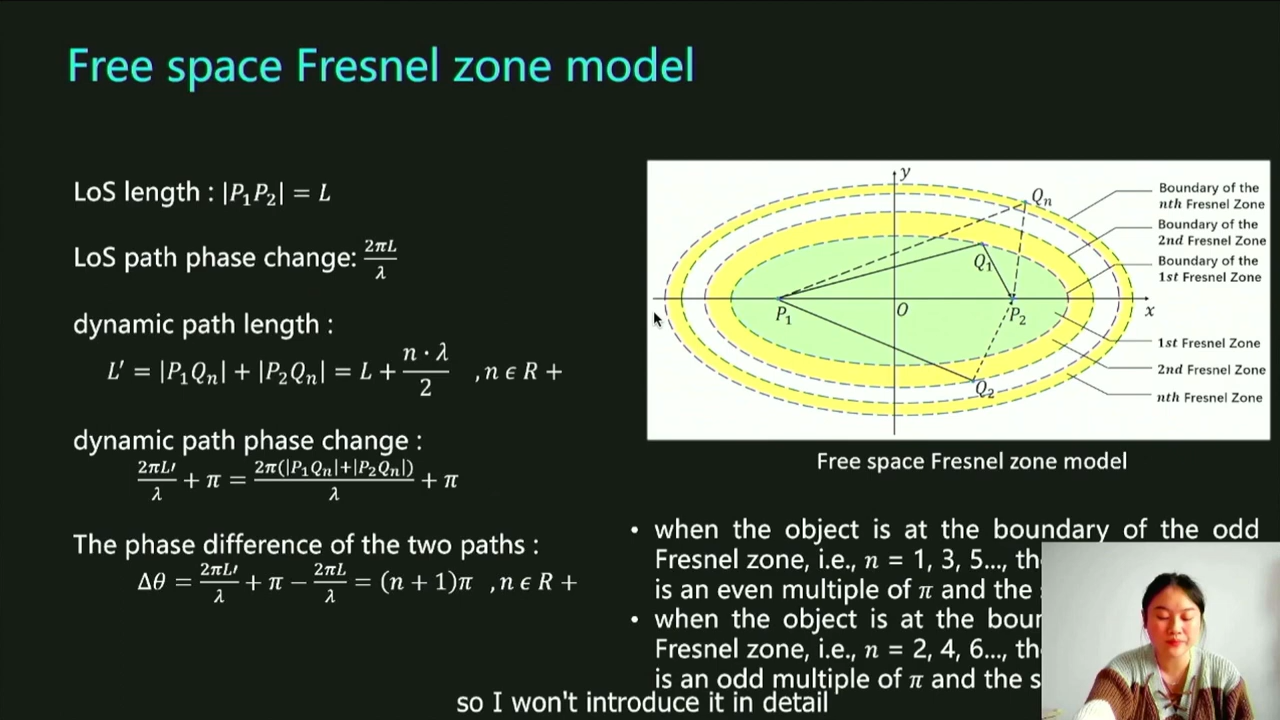 Free space Fresnel zone model
LoS length : |P₁P₂| = L
LoS path phase change: 2πL/λ
dynamic path length :
L′ = |P₁Qₙ| + |P₂Qₙ| = L + n · λ/2 , n ϵ R +
dynamic path phase change :
2πL′/λ + π = 2π(|P₁Qₙ|+|P₂Qₙ|)/λ + π
The phase difference of the two paths :
Δθ = 2πL′/λ + π − 2πL/λ = (n + 1)π , n ϵ R +
y
Qₙ
Q₁
P₁
O
P₂
x
Q₂
Boundary of the
nth Fresnel Zone
Boundary of the
2nd Fresnel Zone
Boundary of the
1st Fresnel Zone
1st Fresnel Zone
2nd Fresnel Zone
nth Fresnel Zone
Free space Fresnel zone model
• when the object is at the boundary of the odd
Fresnel zone, i.e., n = 1, 3, 5...,
is an even multiple of π and the
• when the object is at the
Fresnel zone, i.e., n = 2, 4, 6...,
is an odd multiple of π and the
so I won't introduce it in detail